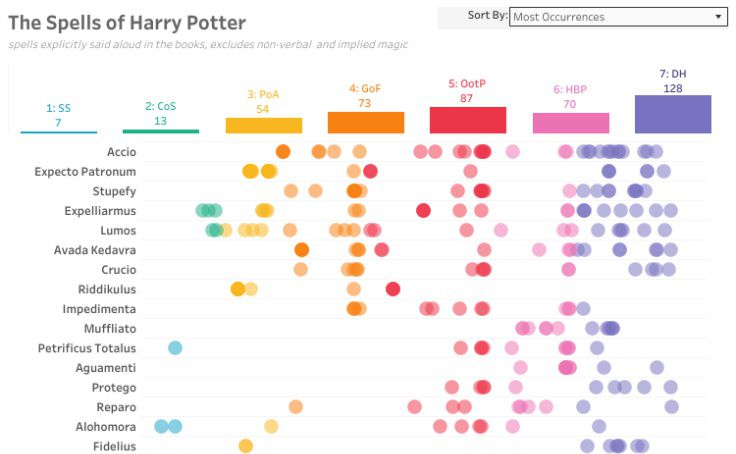 The Spells of Harry Potter
Sort By: Most Occurrences
spells explicitly said aloud in the books, excludes non-verbal and implied magic
1: SS
7
2: CoS
13
3: PoA
54
4: GoF
73
5: OotP
87
6: HBP
70
7: DH
128
Accio
Expecto Patronum
Stupefy
Expelliarmus
Lumos
Avada Kedavra
Crucio
Riddikulus
Impedimenta
Muffliato
Petrificus Totalus
Aguamenti
Protego
Reparo
Alohomora
Fidelius